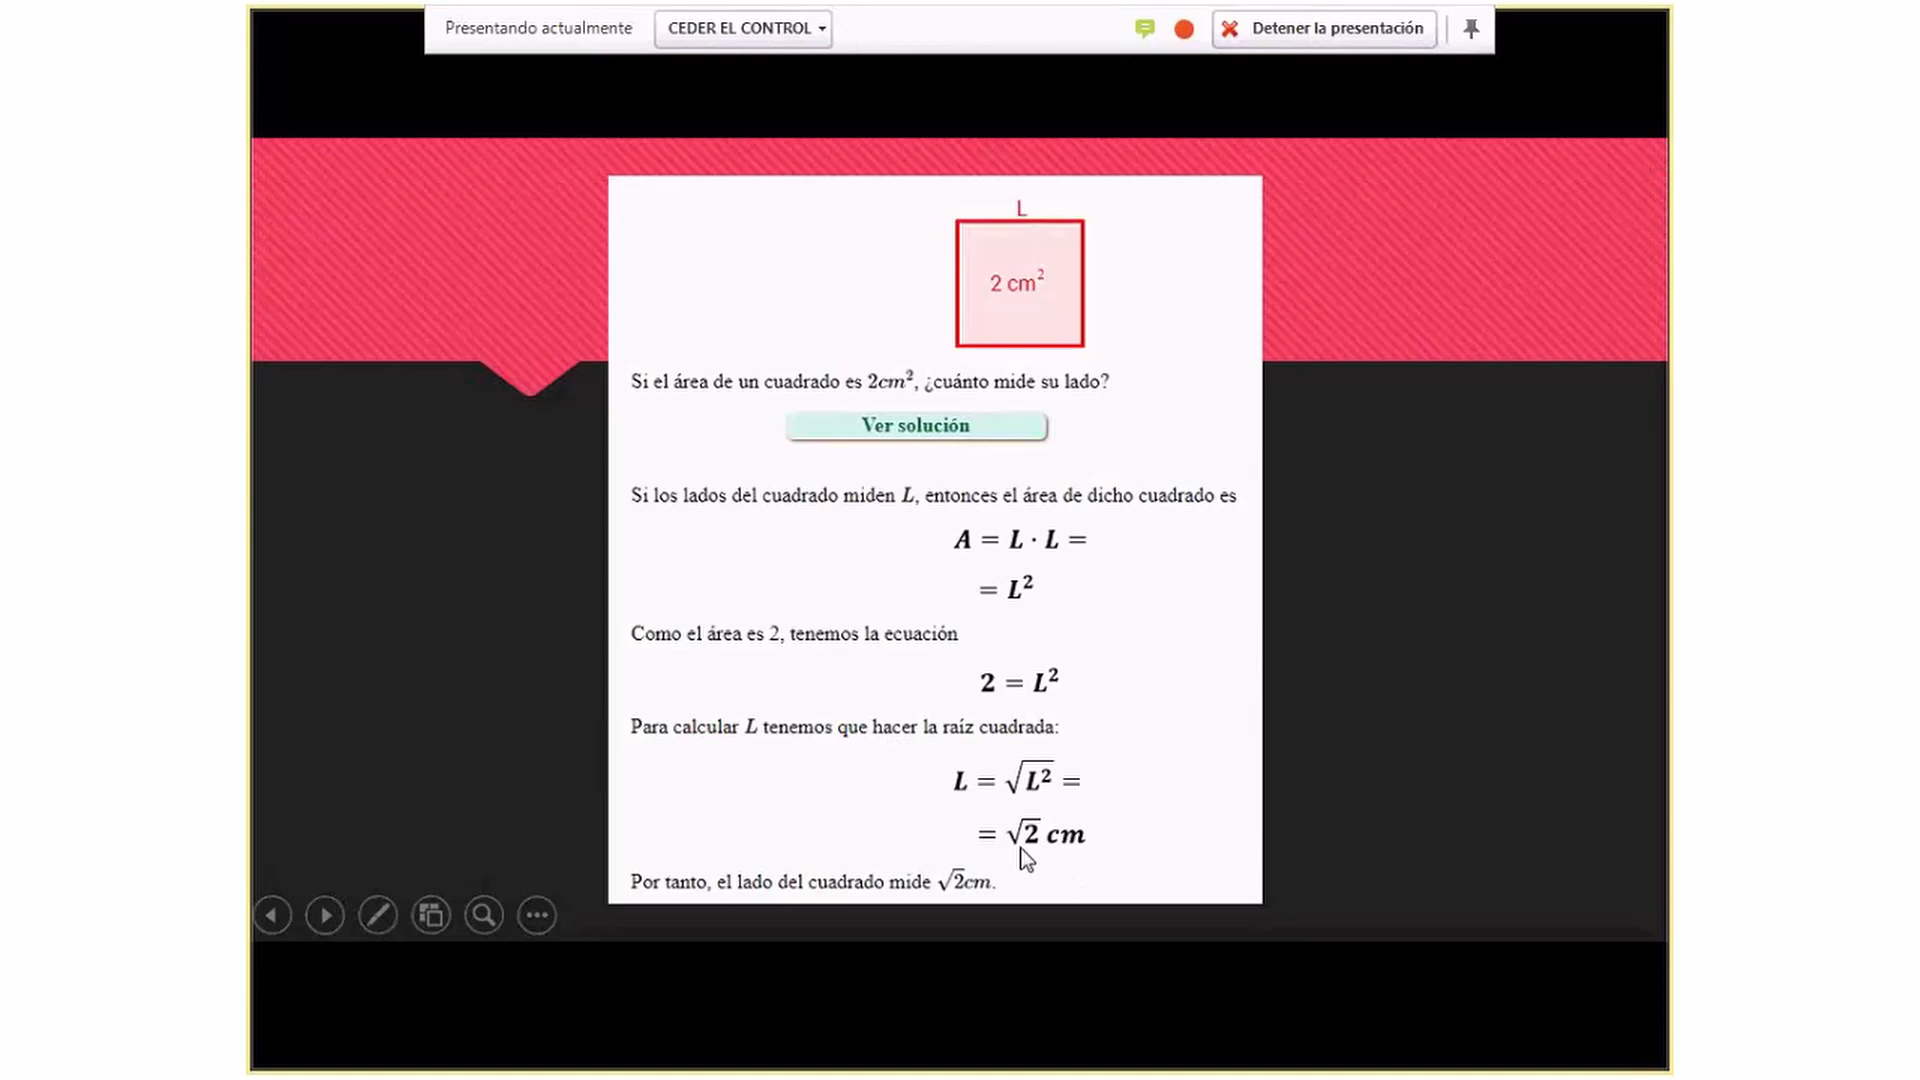 Presentando actualmente CEDER EL CONTROL Detener la presentación
L
2 cm²
Si el área de un cuadrado es 2cm², ¿cuánto mide su lado?
Ver solución
Si los lados del cuadrado miden L, entonces el área de dicho cuadrado es
A = L · L =
= L²
Como el área es 2, tenemos la ecuación
2 = L²
Para calcular L tenemos que hacer la raíz cuadrada:
L = √L² =
= √2 cm
Por tanto, el lado del cuadrado mide √2cm.